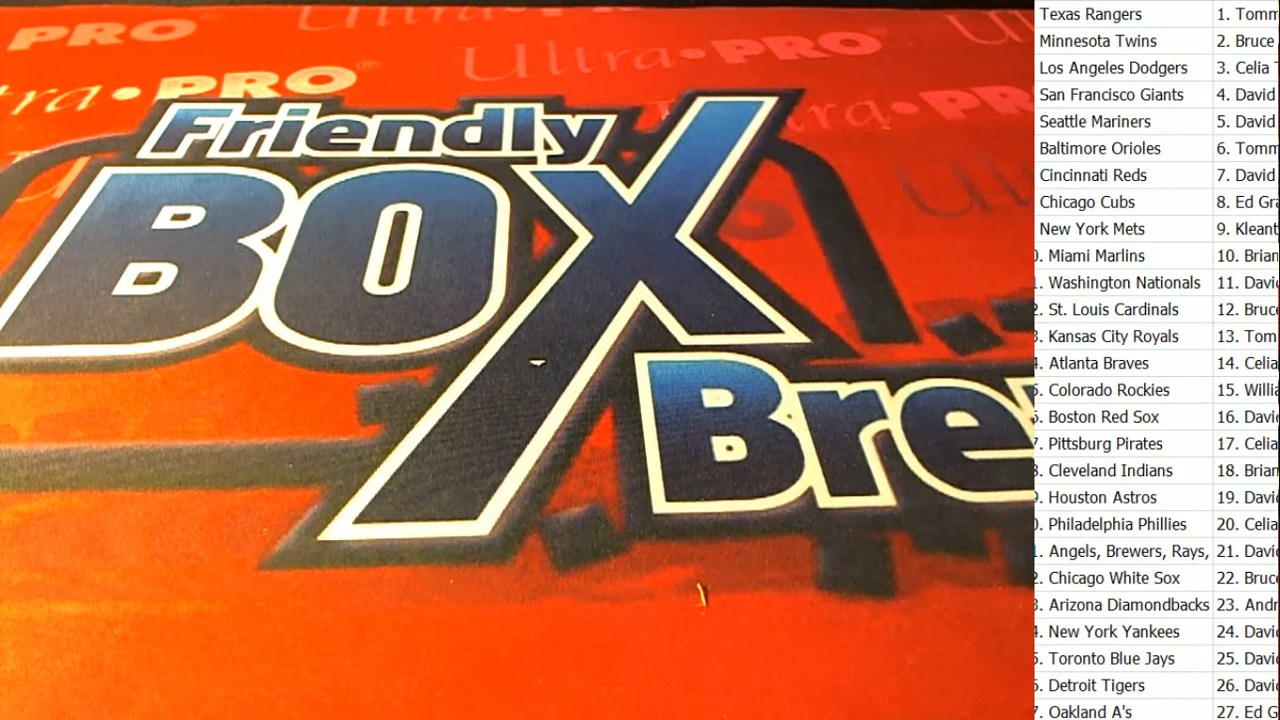 PRO
Ultra PRO
tra PRO
Friendly
BOX
Bre
Texas Rangers 1. Tomm
Minnesota Twins 2. Bruce
Los Angeles Dodgers 3. Celia
San Francisco Giants 4. David
Seattle Mariners 5. David
Baltimore Orioles 6. Tomm
Cincinnati Reds 7. David
Chicago Cubs 8. Ed Gra
New York Mets 9. Kleant
Miami Marlins 10. Brian
Washington Nationals 11. Davi
St. Louis Cardinals 12. Bruce
Kansas City Royals 13. Tom
Atlanta Braves 14. Celia
Colorado Rockies 15. Willi
Boston Red Sox 16. Davi
Pittsburg Pirates 17. Celia
Cleveland Indians 18. Brian
Houston Astros 19. Davi
Philadelphia Phillies 20. Celia
Angels, Brewers, Rays, 21. Davi
Chicago White Sox 22. Bruc
Arizona Diamondbacks 23. Andr
New York Yankees 24. Davi
Toronto Blue Jays 25. Davi
Detroit Tigers 26. Davi
Oakland A's 27. Ed G